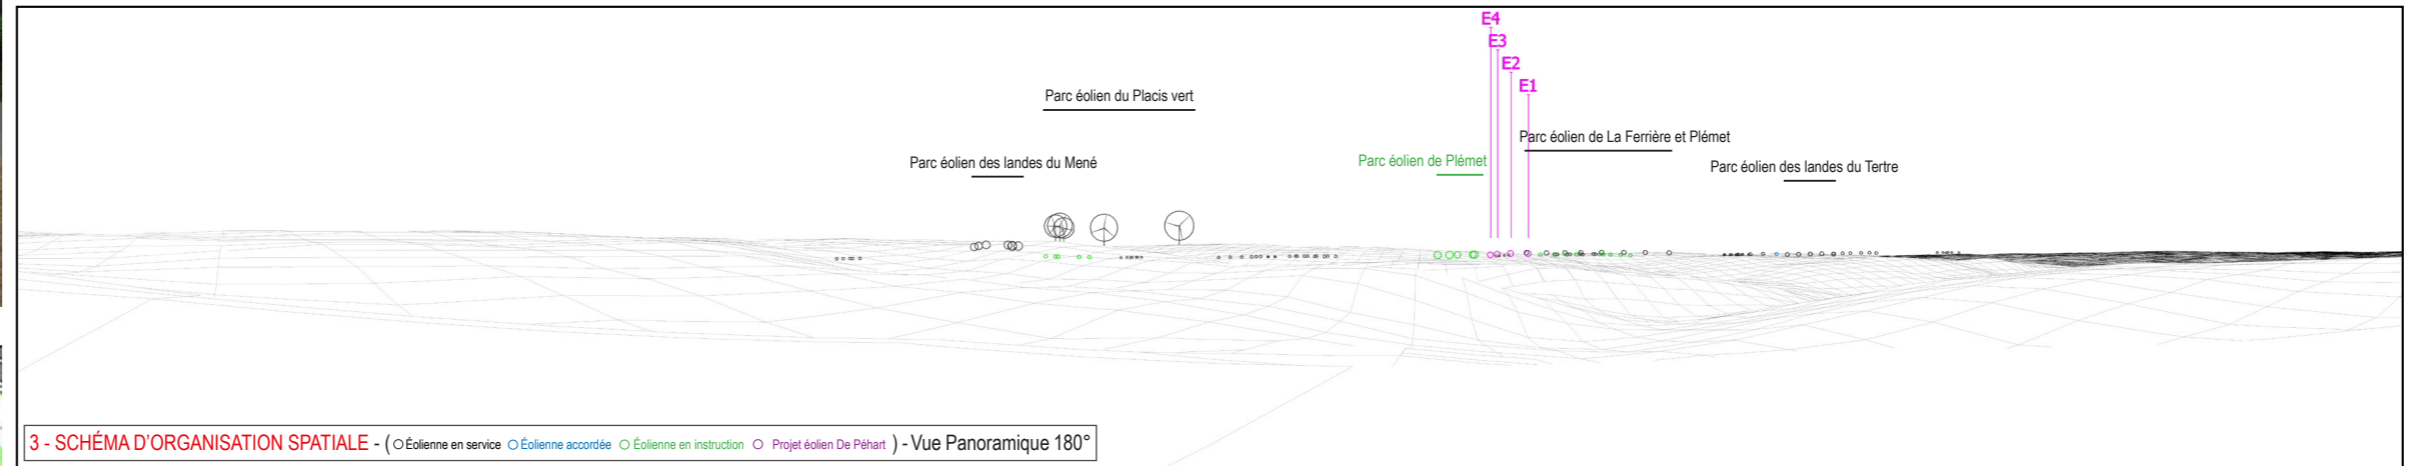 E4
E3
E2
E1
Parc éolien du Placis vert
Parc éolien de La Ferrière et Plémet
Parc éolien des landes du Mené
Parc éolien de Plémet
Parc éolien des landes du Tertre
3 - SCHÉMA D'ORGANISATION SPATIALE - ( Éolienne en service Éolienne accordée Éolienne en instruction Projet éolien De Péhart ) - Vue Panoramique 180°